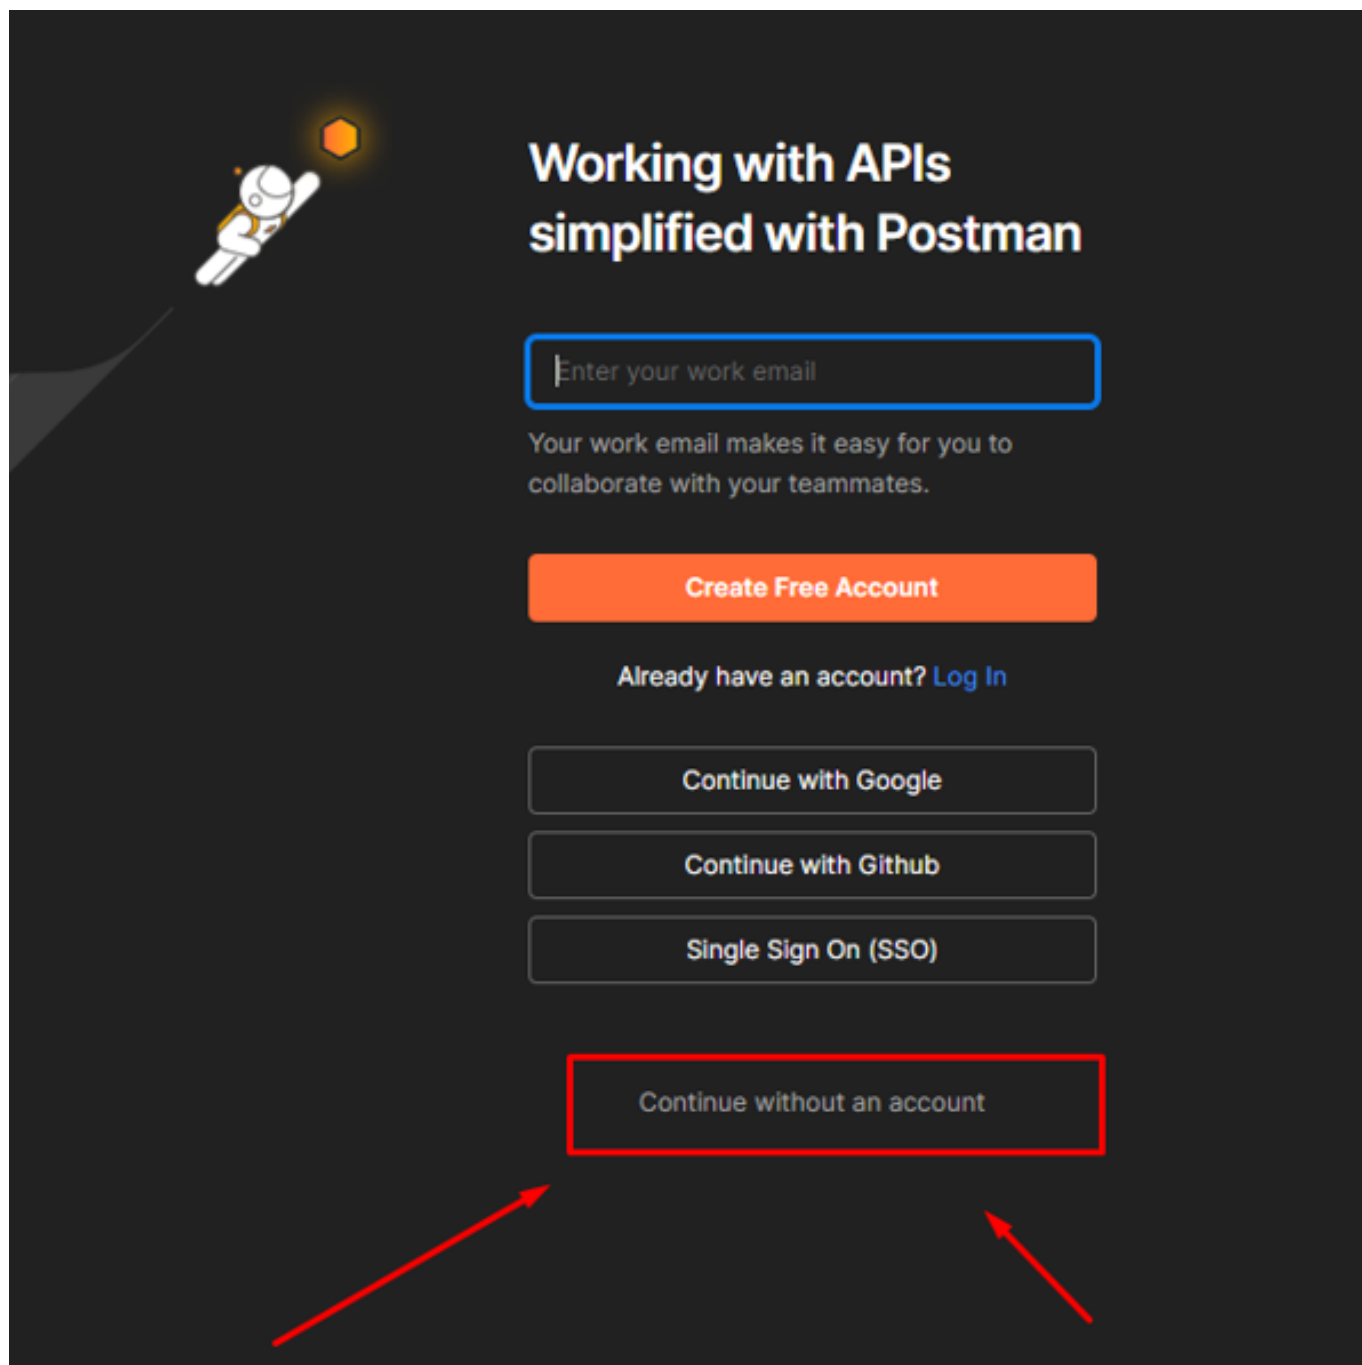 Working with APIs
simplified with Postman
Enter your work email
Your work email makes it easy for you to
collaborate with your teammates.
Create Free Account
Already have an account? Log In
Continue with Google
Continue with Github
Single Sign On (SSO)
Continue without an account